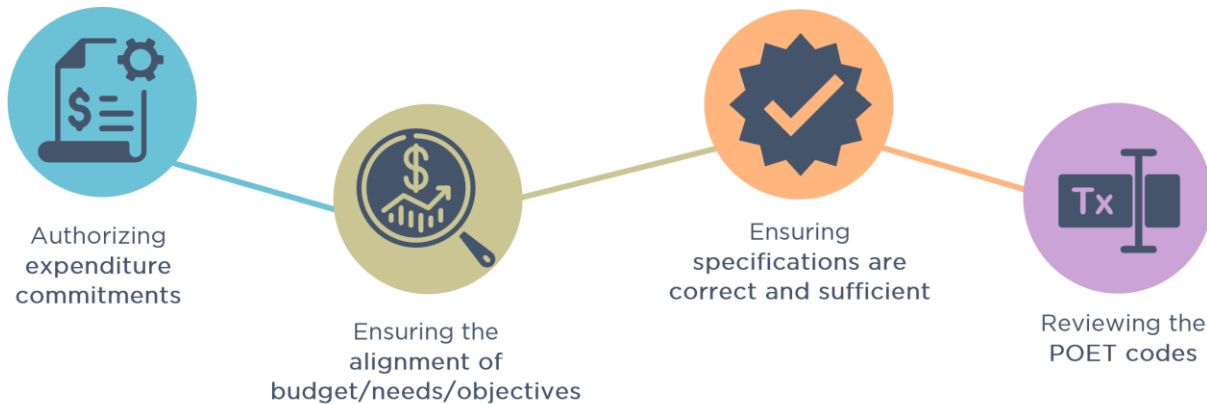 $
Authorizing
expenditure
commitments
$
Ensuring the
alignment of
budget/needs/objectives
Ensuring
specifications are
correct and sufficient
Tx
Reviewing the
POET codes